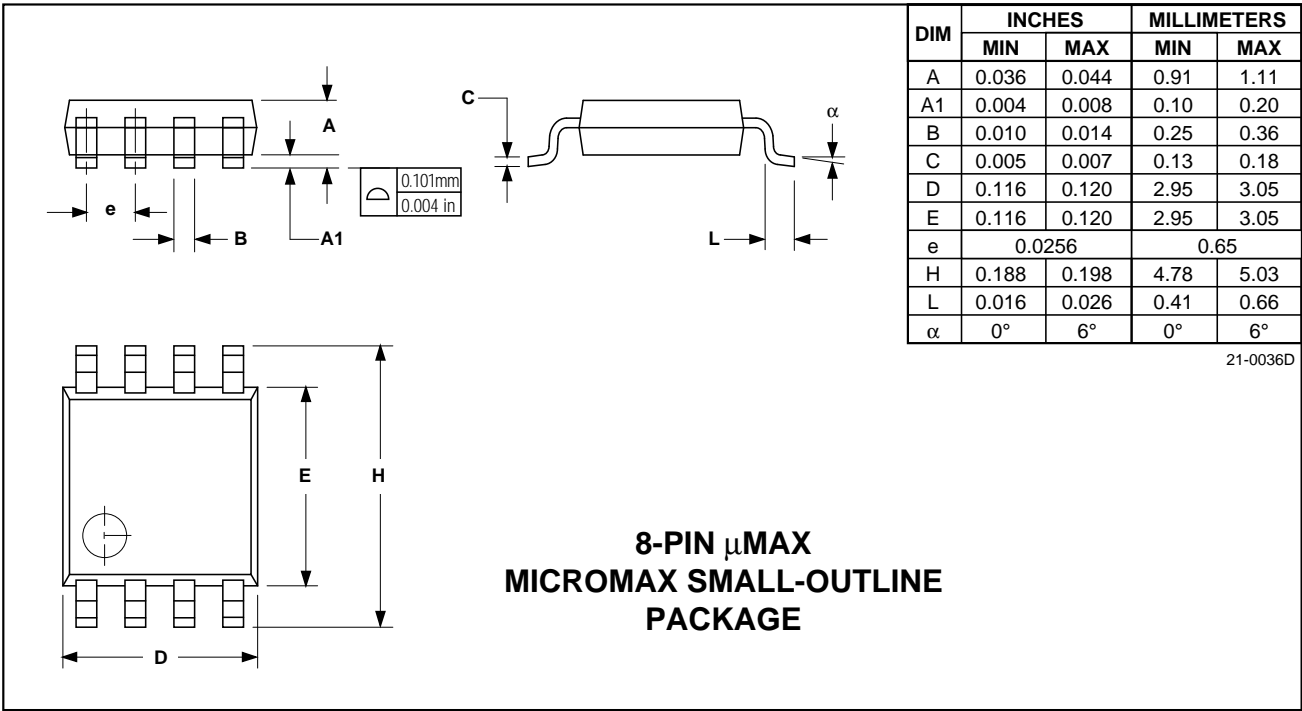 DIM INCHES MILLIMETERS
MIN MAX MIN MAX
A 0.036 0.044 0.91 1.11
A1 0.004 0.008 0.10 0.20
B 0.010 0.014 0.25 0.36
C 0.005 0.007 0.13 0.18
D 0.116 0.120 2.95 3.05
E 0.116 0.120 2.95 3.05
e 0.0256 0.65
H 0.188 0.198 4.78 5.03
L 0.016 0.026 0.41 0.66
α 0° 6° 0° 6°
21-0036D
A
e
B
A1
0.101mm
0.004 in
C
α
L
E
H
D
8-PIN µMAX
MICROMAX SMALL-OUTLINE
PACKAGE